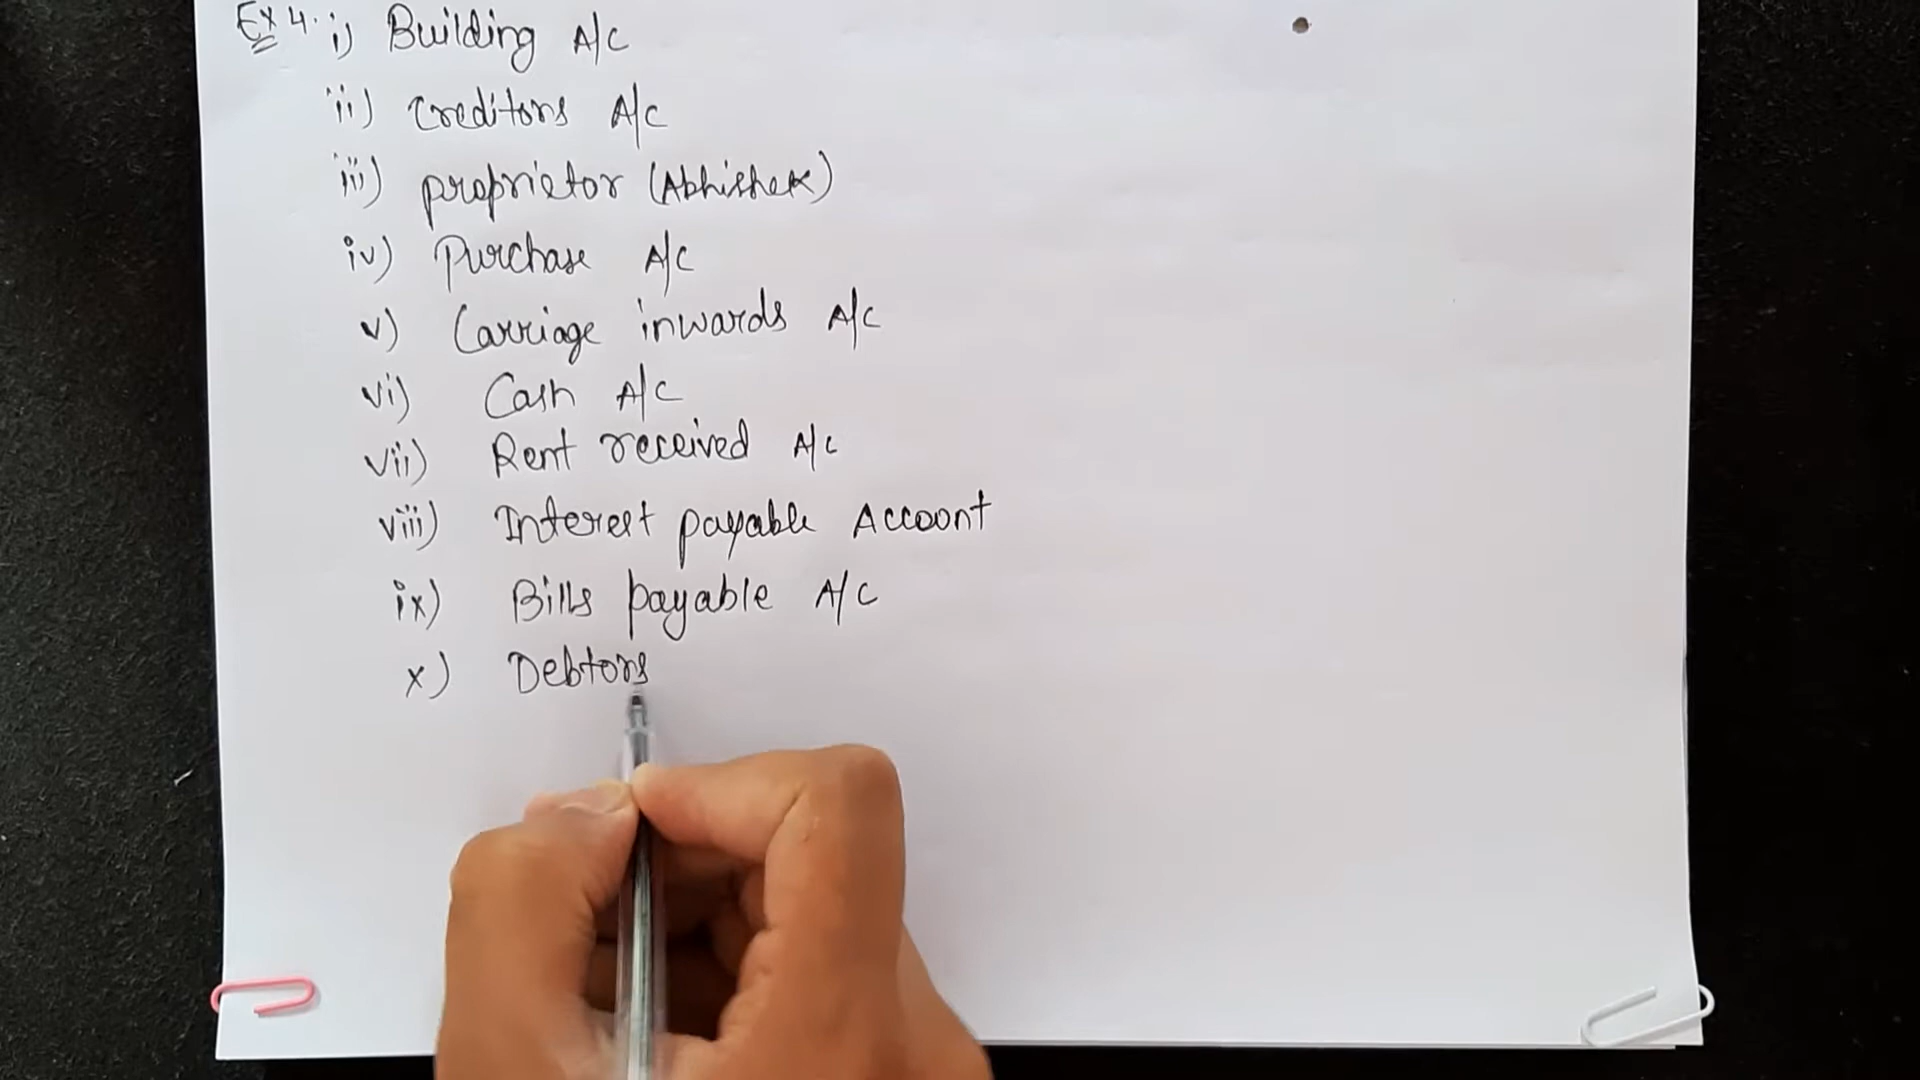 Ex 4. i) Building A/C
ii) Creditors A/C
iii) proprietor (Abhishek)
iv) Purchase A/C
v) Carriage inwards A/C
vi) Cash A/C
vii) Rent received A/C
viii) Interest payable Account
ix) Bills payable A/C
x) Debtors